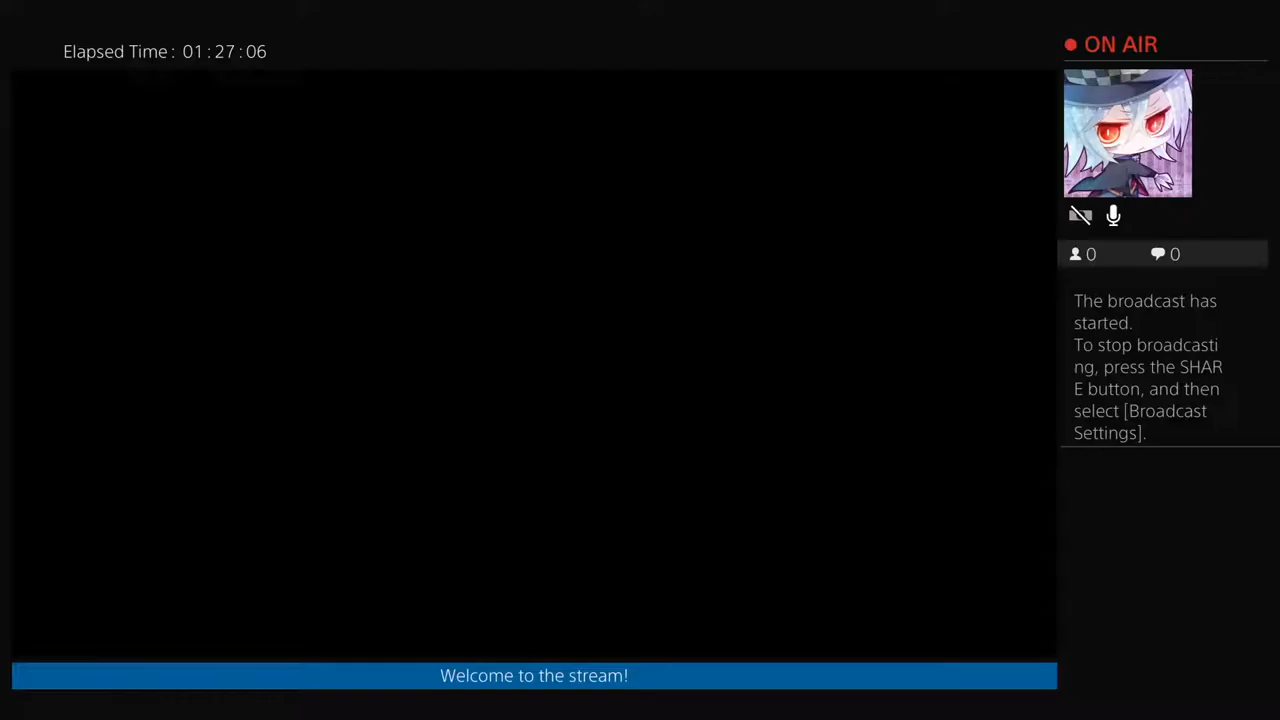 Elapsed Time: 01:27:06
ON AIR
0 0
The broadcast has
started.
To stop broadcasti
ng, press the SHAR
E button, and then
select [Broadcast
Settings].
Welcome to the stream!